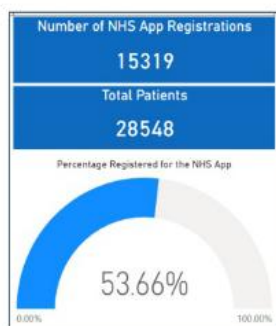 Number of NHS App Registrations
15319
Total Patients
28548
Percentage Registered for the NHS App
53.66%
0.00%
100.00%